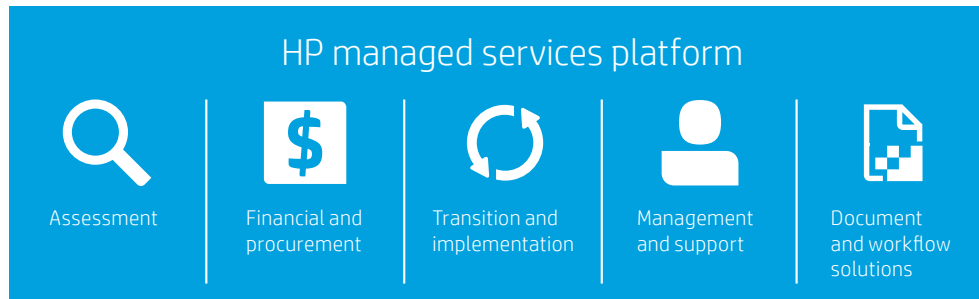 HP managed services platform
$
Assessment
Financial and
procurement
Transition and
implementation
Management
and support
Document
and workflow
solutions